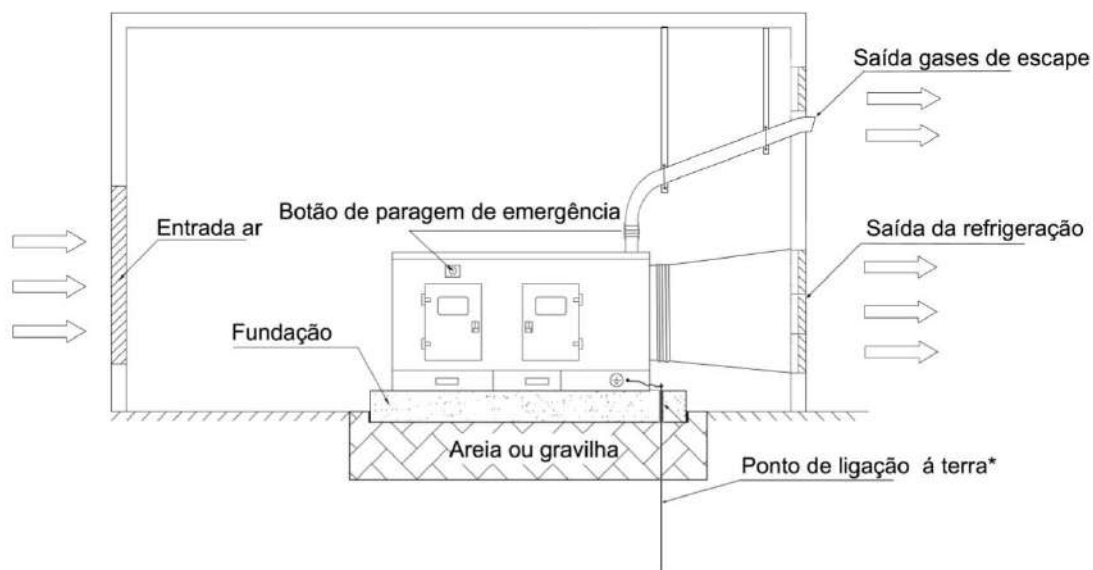 Saída gases de escape
Botão de paragem de emergência
Entrada ar
Saída da refrigeração
Fundação
Areia ou gravilha
Ponto de ligação á terra*